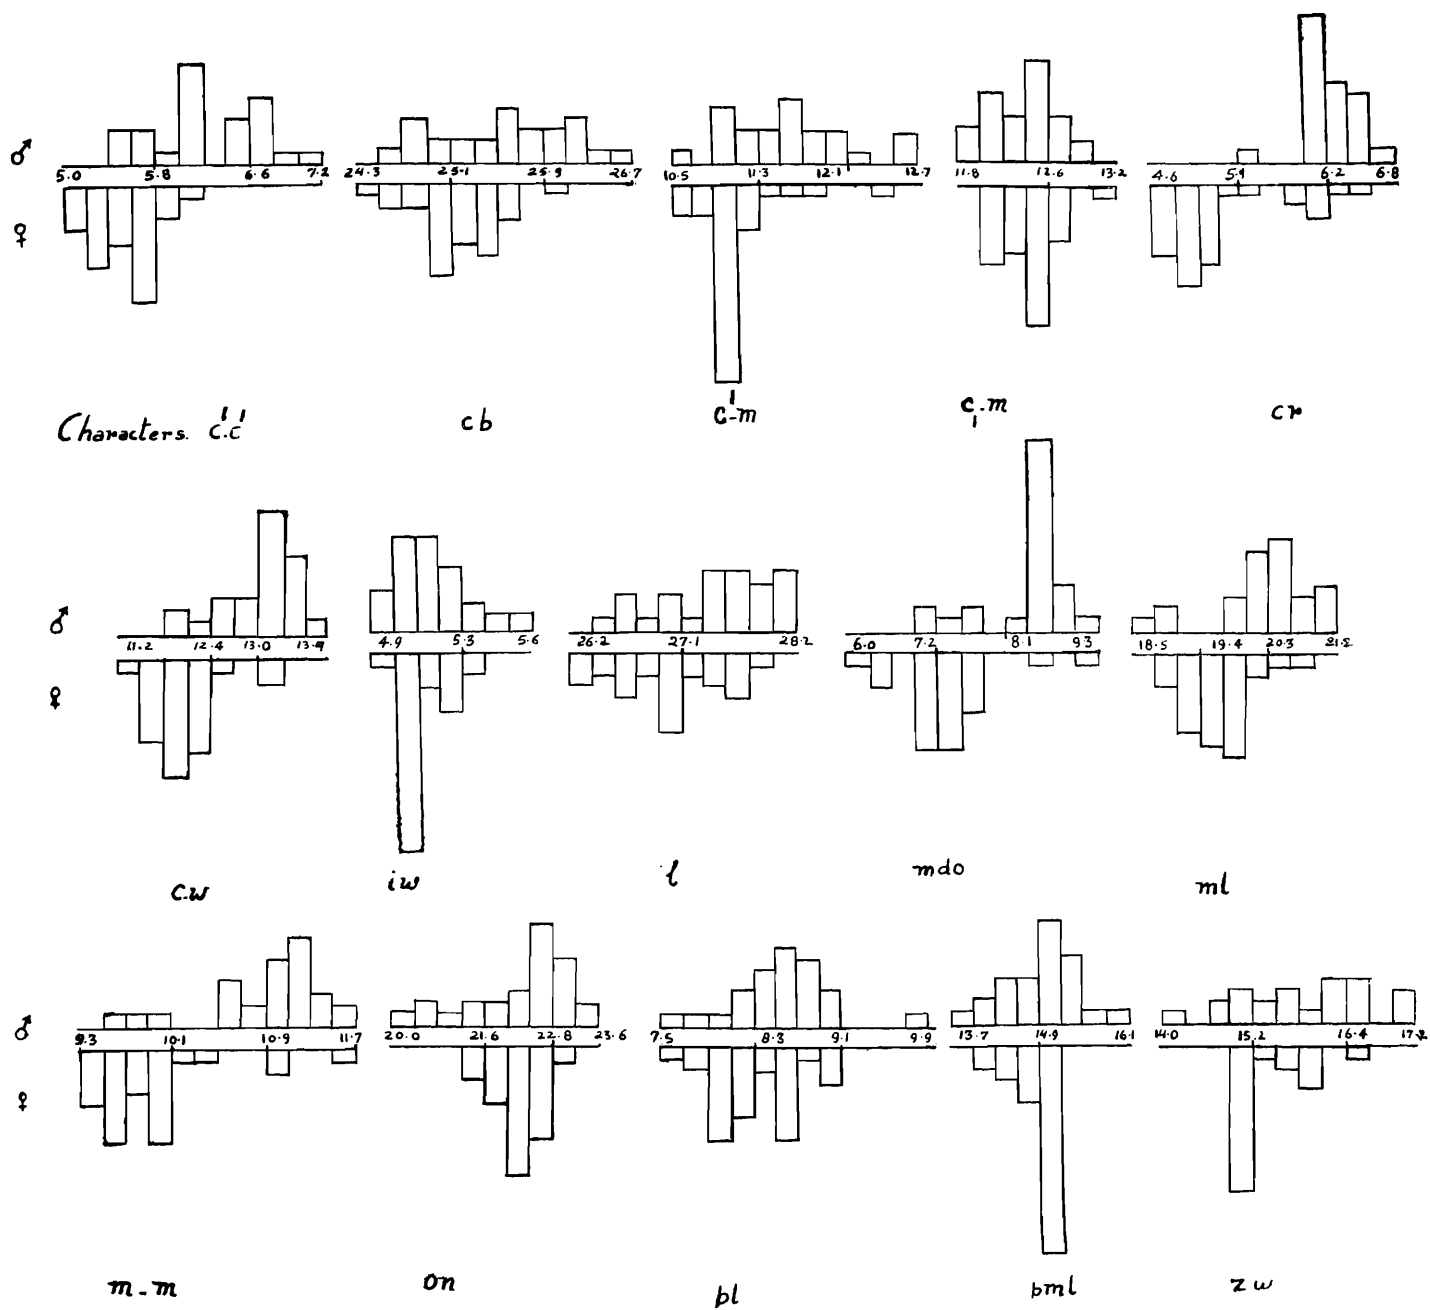 ♂ 5.0 5.8 6.6 7.2 24.3 25.1 25.9 26.7 10.5 11.3 12.1 12.7 11.8 12.6 13.2 4.6 5.1 6.2 6.8
♀
Characters. c'.c' cb c'-m c,-m cr
♂ 11.2 12.4 13.0 13.9 4.9 5.3 5.6 26.2 27.1 28.2 6.0 7.2 8.1 93 18.5 19.4 20.3 21.2
♀
c.w iw l mdo ml
♂ 9.3 10.1 10.9 11.7 20.0 21.6 22.8 23.6 7.5 8.3 9.1 9.9 13.7 14.9 16.1 14.0 15.2 16.4 17.2
♀
m-m on pl pml zw